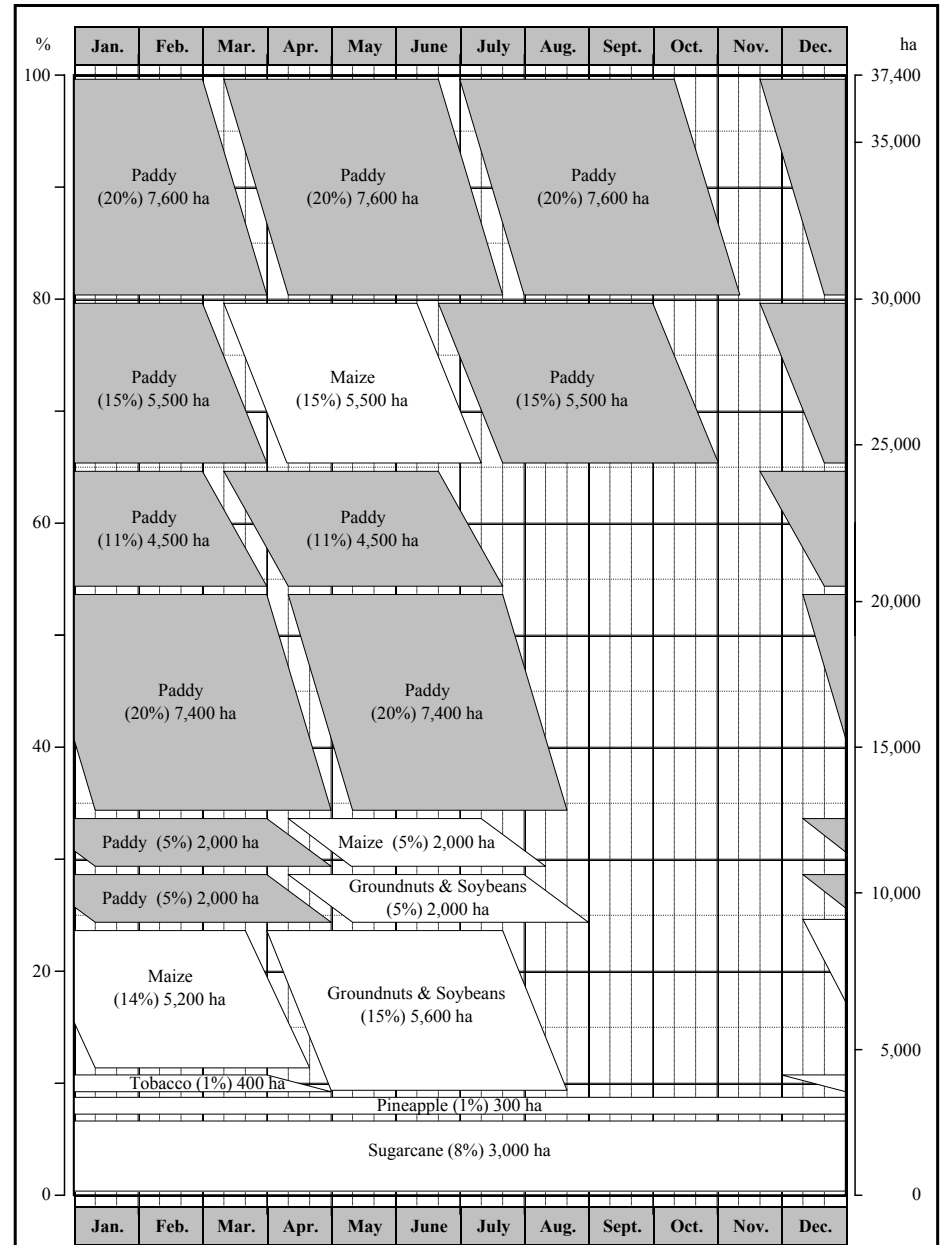 % Jan. Feb. Mar. Apr. May June July Aug. Sept. Oct. Nov. Dec. ha
100 37,400
35,000
Paddy Paddy Paddy
(20%) 7,600 ha (20%) 7,600 ha (20%) 7,600 ha
80 30,000
Paddy Maize Paddy
(15%) 5,500 ha (15%) 5,500 ha (15%) 5,500 ha
25,000
Paddy Paddy
60
(11%) 4,500 ha (11%) 4,500 ha
20,000
Paddy Paddy
(20%) 7,400 ha (20%) 7,400 ha
40 15,000
Paddy (5%) 2,000 ha Maize (5%) 2,000 ha
Groundnuts & Soybeans
Paddy (5%) 2,000 ha (5%) 2,000 ha
10,000
20
Maize
(14%) 5,200 ha
Groundnuts & Soybeans
(15%) 5,600 ha
5,000
Tobacco (1%) 400 ha
Pineapple (1%) 300 ha
Sugarcane (8%) 3,000 ha
0 0
Jan. Feb. Mar. Apr. May June July Aug. Sept. Oct. Nov. Dec.